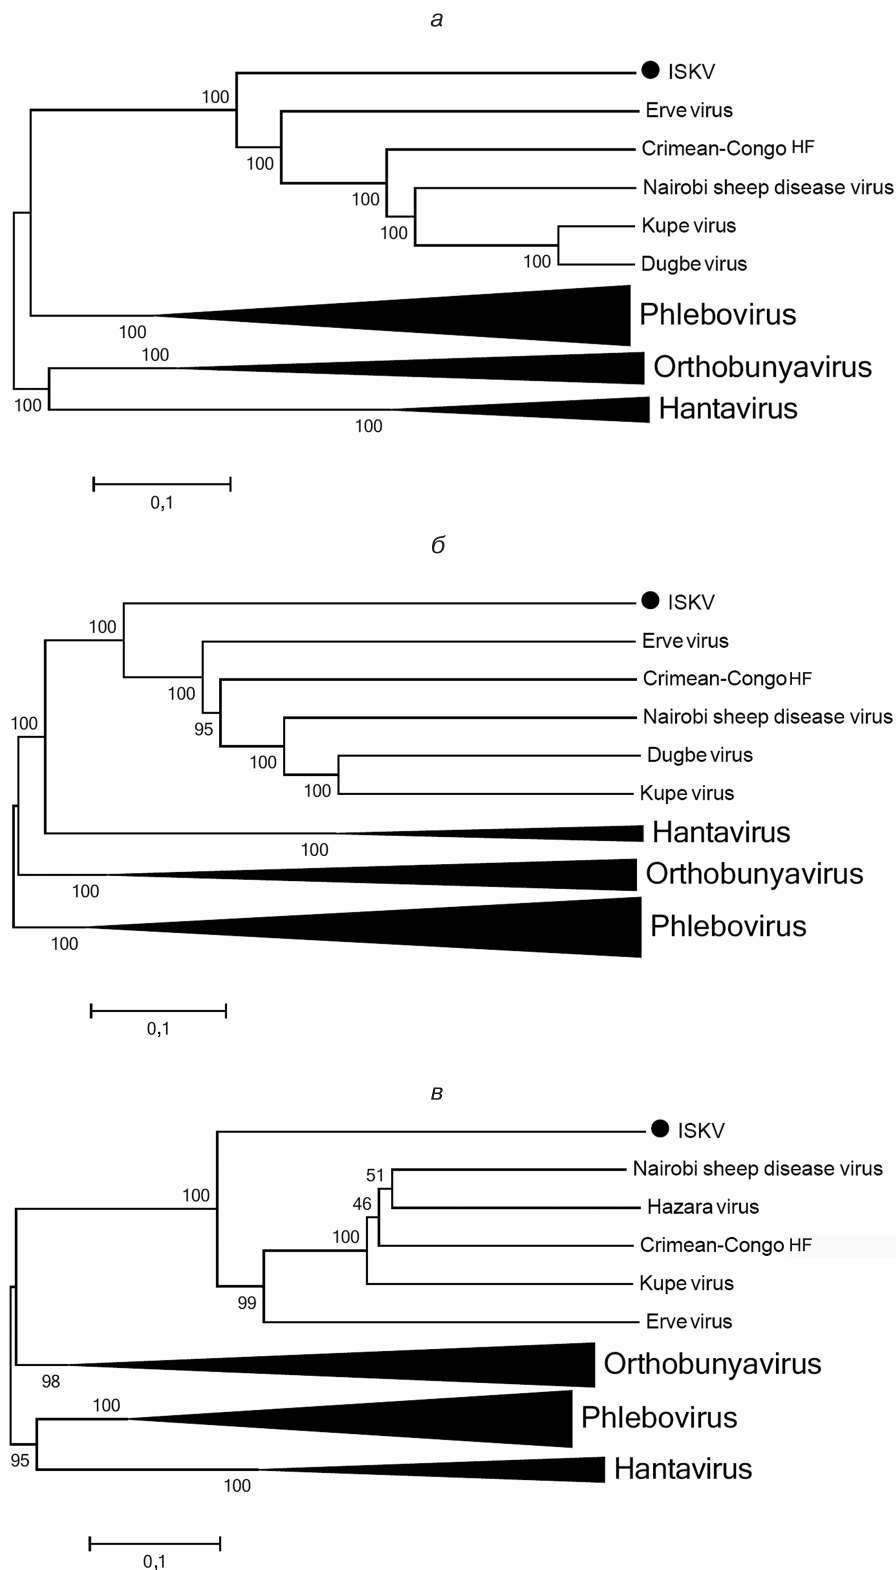 а
ISKV
100
Erve virus
100
Crimean-Congo HF
100
Nairobi sheep disease virus
100
Kupe virus
100
Dugbe virus
Phlebovirus
100
100
Orthobunyavirus
100
Hantavirus
100
0,1
б
ISKV
100
Erve virus
100
Crimean-Congo HF
95
Nairobi sheep disease virus
100
100
Dugbe virus
100
Kupe virus
Hantavirus
100
Orthobunyavirus
100
Phlebovirus
100
0,1
в
ISKV
51
Nairobi sheep disease virus
100
46
Hazara virus
100
Crimean-Congo HF
Kupe virus
99
Erve virus
Orthobunyavirus
98
100
Phlebovirus
95
Hantavirus
100
0,1